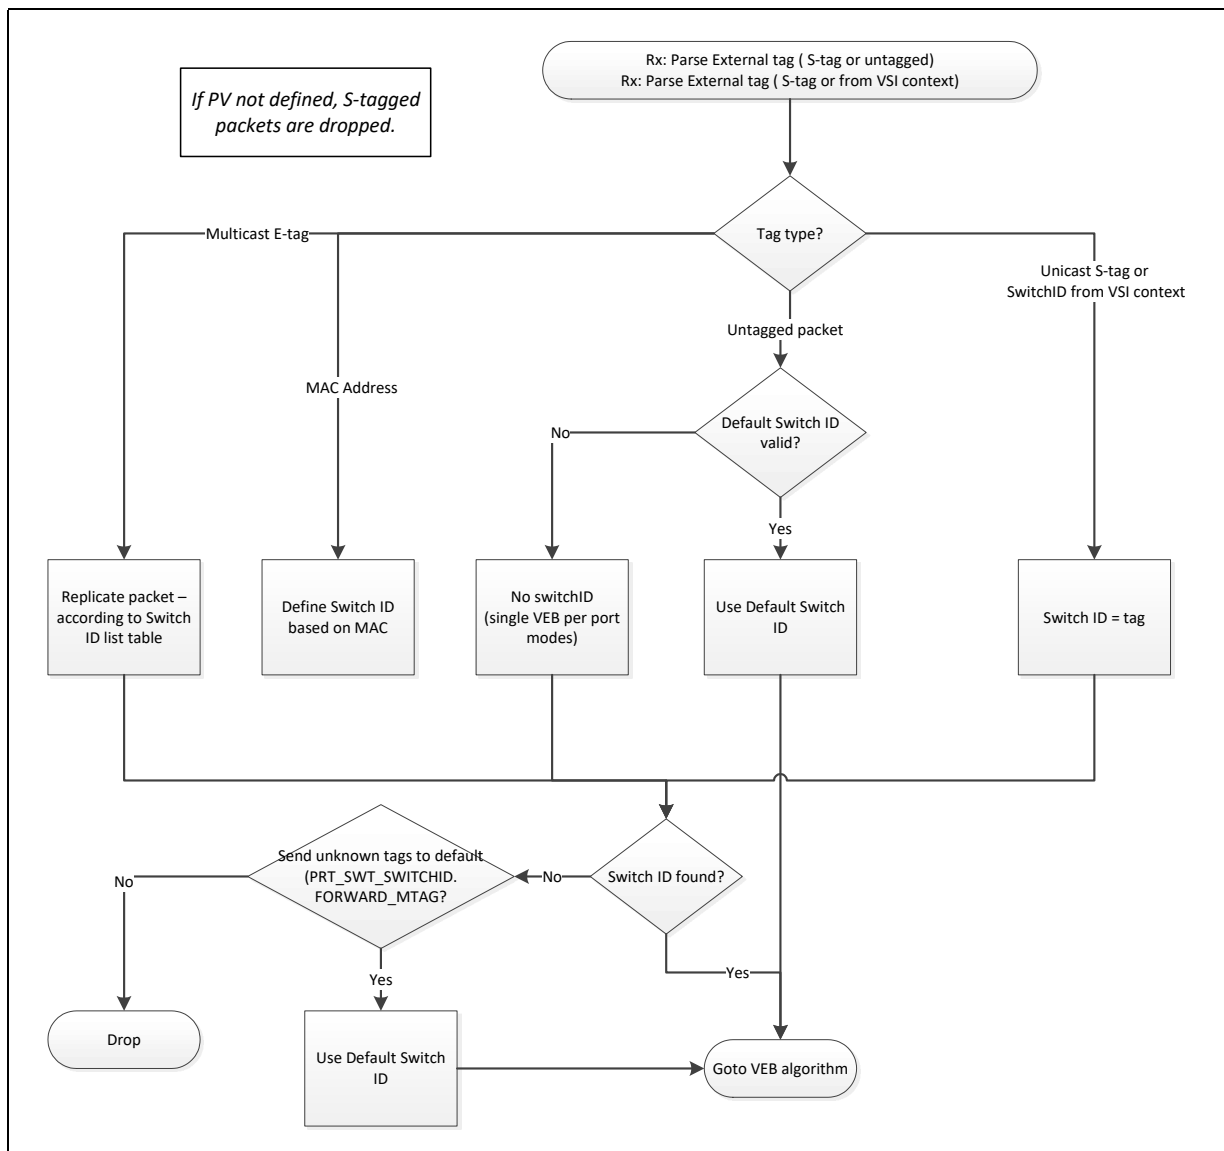 Rx: Parse External tag ( S-tag or untagged)
Rx: Parse External tag ( S-tag or from VSI context)
If PV not defined, S-tagged
packets are dropped.
Multicast E-tag
Tag type?
Unicast S-tag or
SwitchID from VSI context
Untagged packet
MAC Address
No
Default Switch ID
valid?
Yes
Replicate packet –
according to Switch
ID list table
Define Switch ID
based on MAC
No switchID
(single VEB per port
modes)
Use Default Switch
ID
Switch ID = tag
Send unknown tags to default
(PRT_SWT_SWITCHID.
FORWARD_MTAG?
No
No
Switch ID found?
Yes
Yes
Drop
Use Default Switch
ID
Goto VEB algorithm